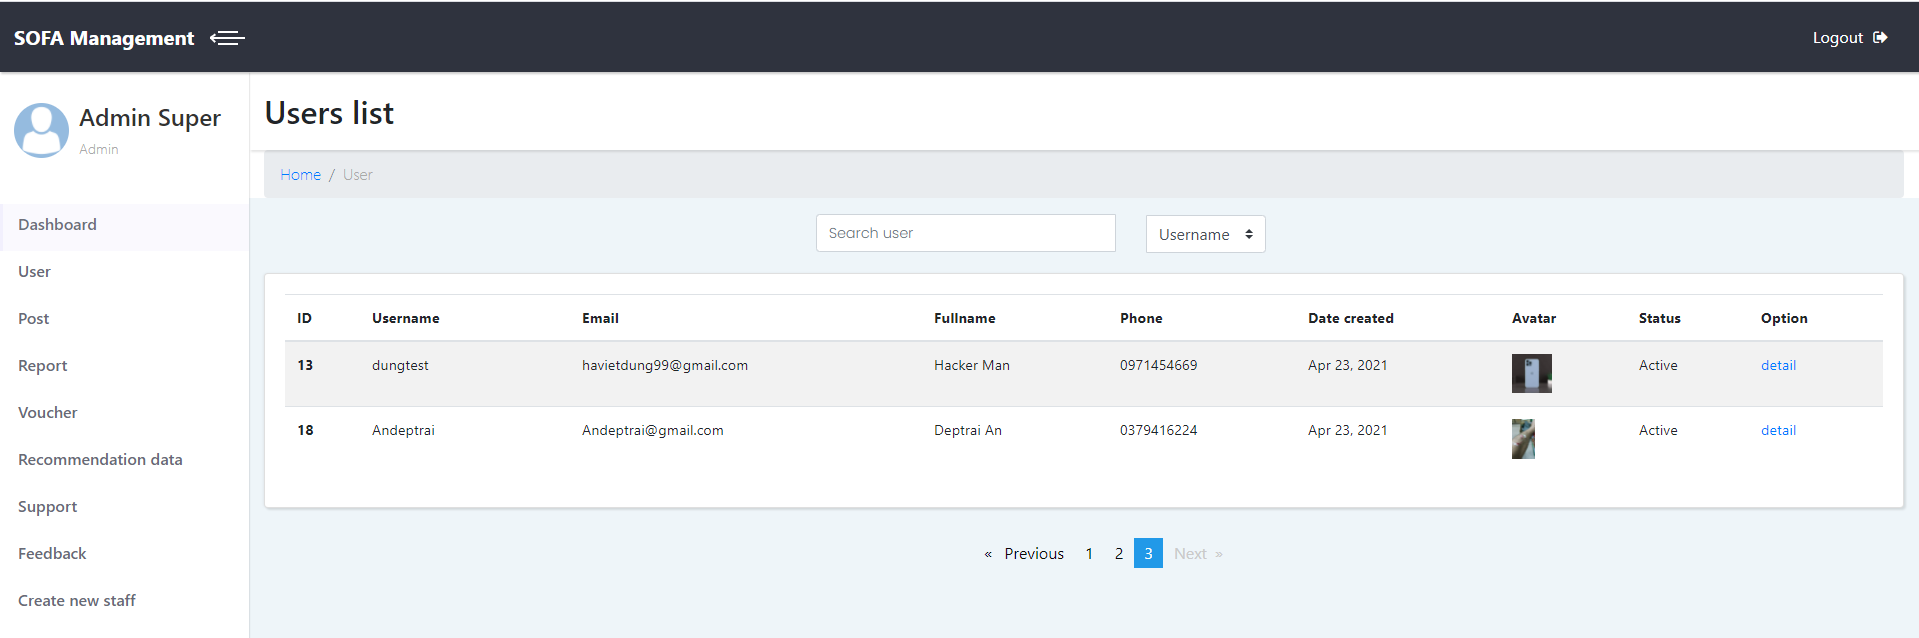 SOFA Management
Logout
Admin Super
Admin
Dashboard
User
Post
Report
Voucher
Recommendation data
Support
Feedback
Create new staff
Users list
Home / User
Search user
Username
ID Username Email Fullname Phone Date created Avatar Status Option
13 dungtest havietdung99@gmail.com Hacker Man 0971454669 Apr 23, 2021 Active detail
18 Andeptrai Andeptrai@gmail.com Deptrai An 0379416224 Apr 23, 2021 Active detail
« Previous 1 2 3 Next »